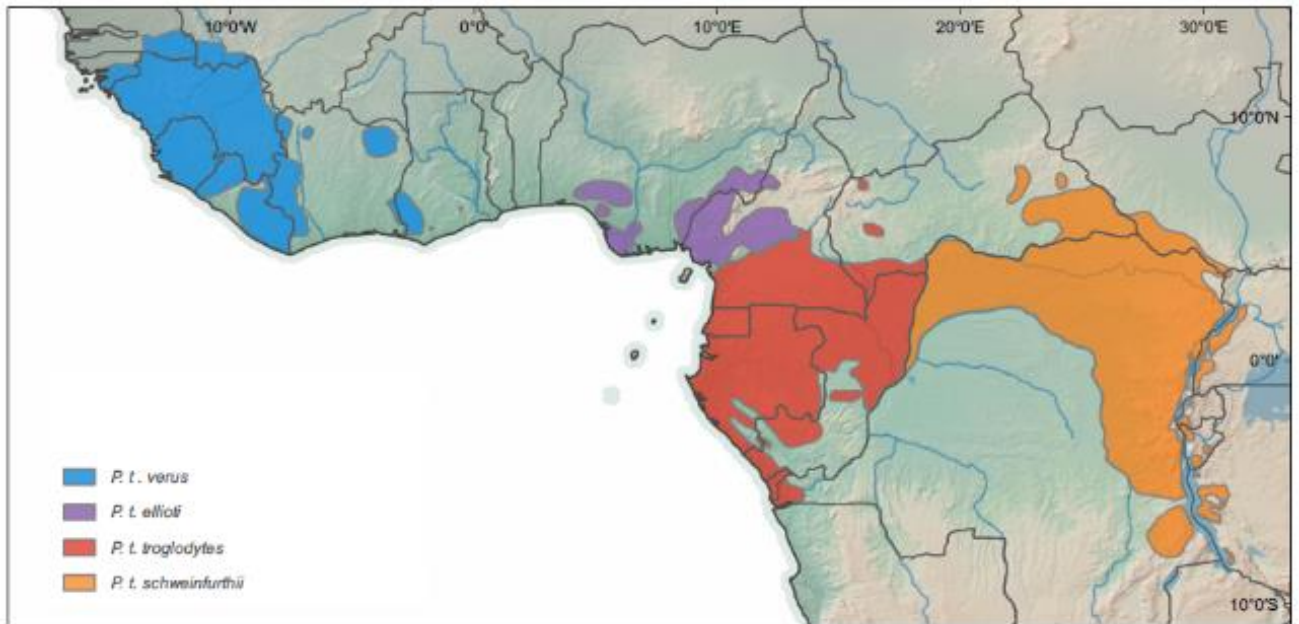 10°0'W 0°0' 10°0'E 20°0'E 30°0'E
10°0'N
0°0'
10°0'S
P. t. verus
P. t. ellioti
P. t. troglodytes
P. t. schweinfurthii